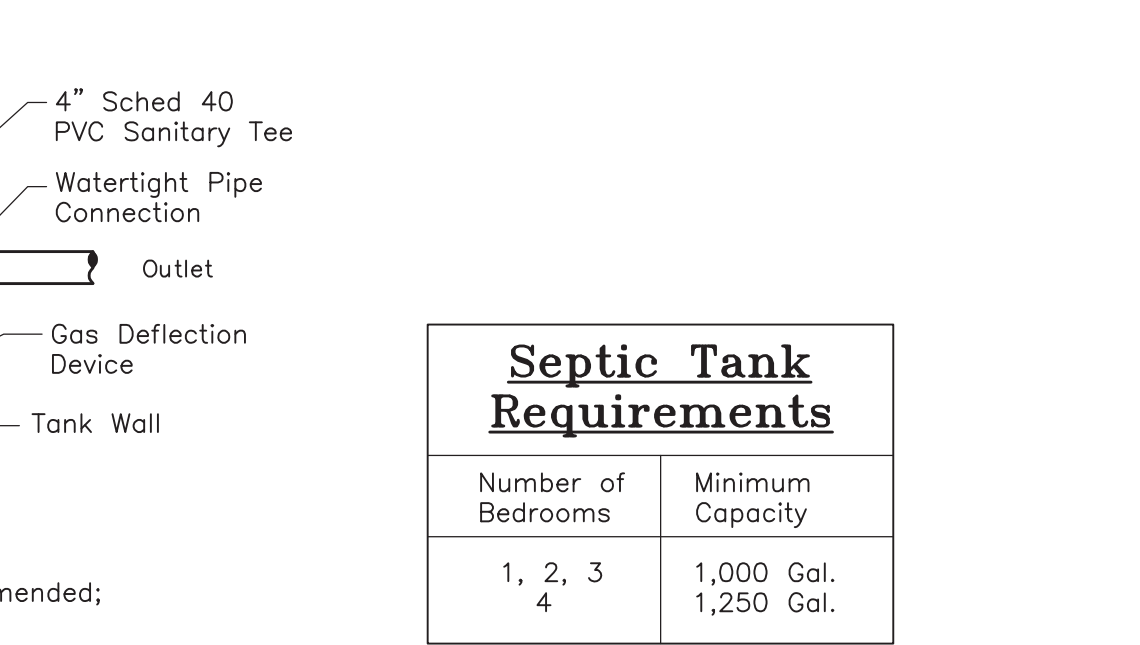 4” Sched 40
PVC Sanitary Tee
Watertight Pipe
Connection
Outlet
Gas Deflection
Device
Tank Wall
Septic Tank
Requirements
Number of
Bedrooms
Minimum
Capacity
1, 2, 3
1,000 Gal.
4
1,250 Gal.